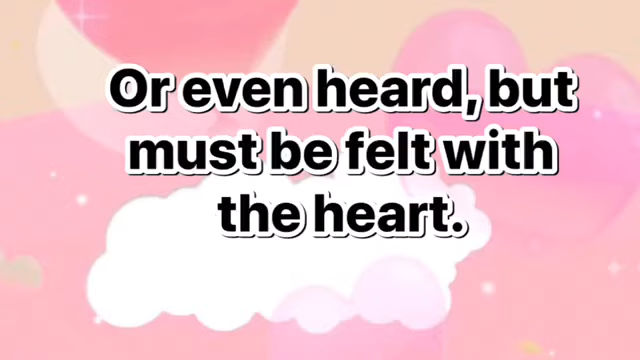 Or even heard, but
must be felt with
the heart.